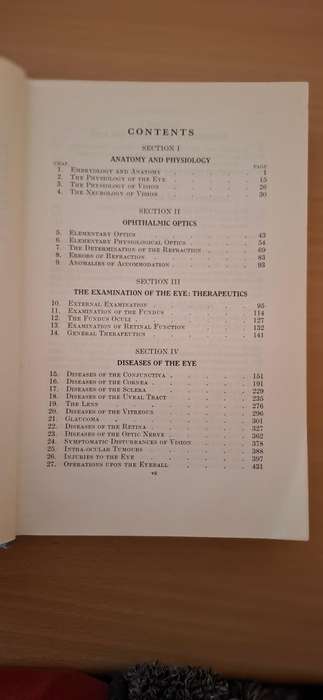 CONTENTS
SECTION I
ANATOMY AND PHYSIOLOGY
CHAP. PAGE
1. Embryology and Anatomy 1
2. The Physiology of the Eye 15
3. The Physiology of Vision 26
4. The Neurology of Vision 30
SECTION II
OPHTHALMIC OPTICS
5. Elementary Optics 43
6. Elementary Physiological Optics 54
7. The Determination of the Refraction 69
8. Errors of Refraction 83
9. Anomalies of Accommodation 93
SECTION III
THE EXAMINATION OF THE EYE: THERAPEUTICS
10. External Examination 95
11. Examination of the Fundus 114
12. The Fundus Oculi 127
13. Examination of Retinal Function 132
14. General Therapeutics 141
SECTION IV
DISEASES OF THE EYE
15. Diseases of the Conjunctiva 151
16. Diseases of the Cornea 191
17. Diseases of the Sclera 229
18. Diseases of the Uveal Tract 235
19. The Lens 276
20. Diseases of the Vitreous 296
21. Glaucoma 301
22. Diseases of the Retina 327
23. Diseases of the Optic Nerve 362
24. Symptomatic Disturbances of Vision 378
25. Intra-ocular Tumours 388
26. Injuries to the Eye 397
27. Operations upon the Eyeball 431